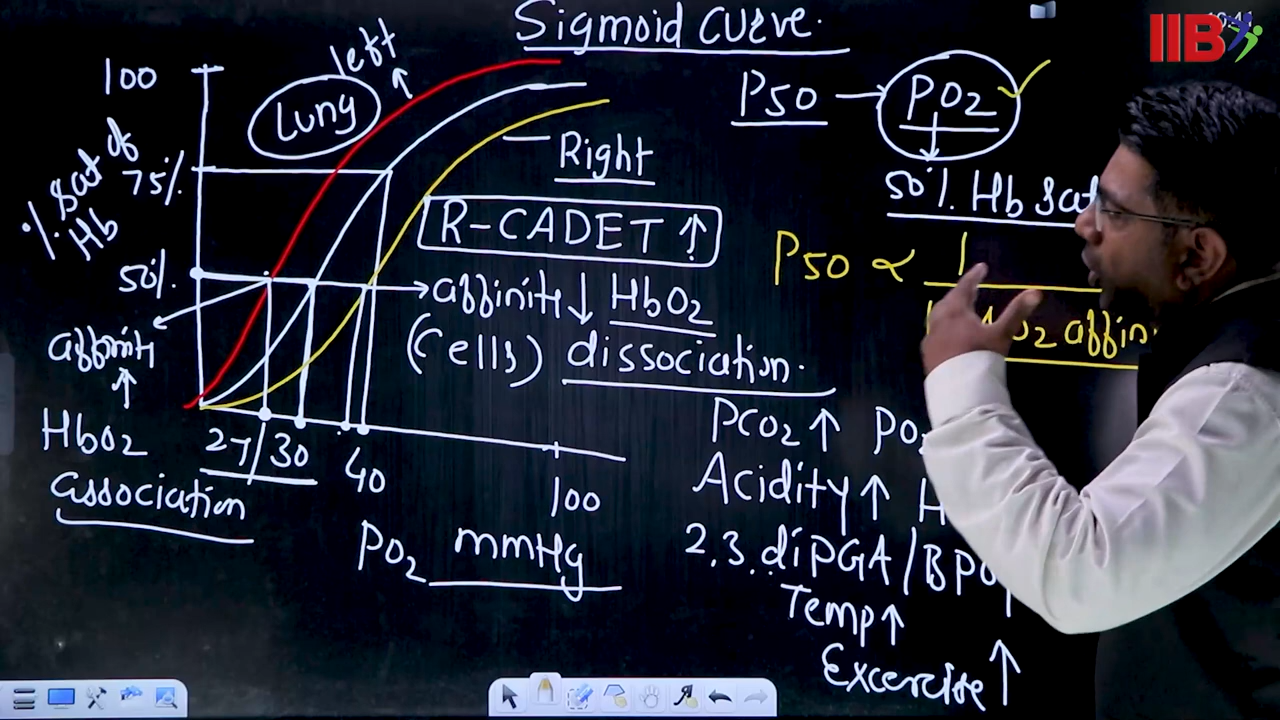 Sigmoid curve.
IIB
left
100
Lung
P50 → PO2
% Sat of Hb
75%
Right
50% Hb Sat
R-CADET ↑
P50 ∝ 1
O2 affin
50%
affinity ↓ HbO2
(Cells) dissociation.
affinity ↑
HbO2
association
27/30
40
100
PO2 mmHg
PCO2 ↑ PO2
Acidity ↑ H
2.3.diPGA/BPG
Temp ↑
Excercise ↑